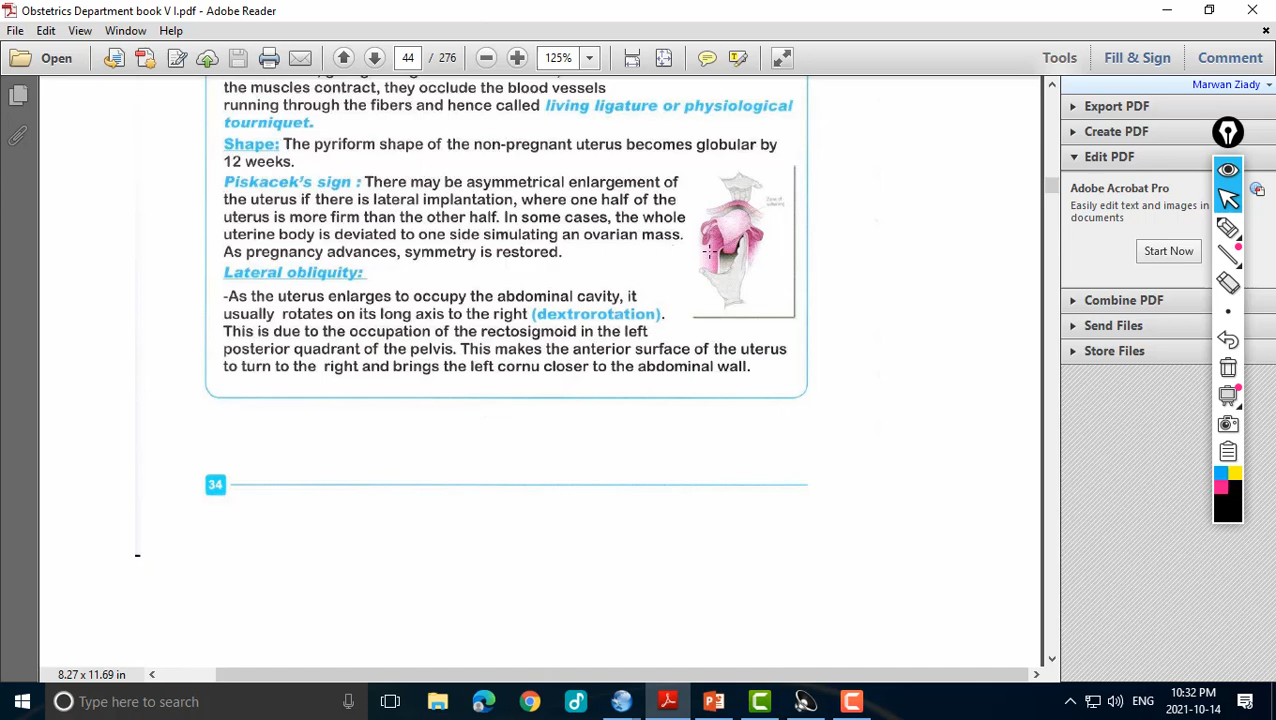 Obstetrics Department book V I.pdf - Adobe Reader
File Edit View Window Help
Open 44 / 276 125% Tools Fill & Sign Comment
the muscles contract, they occlude the blood vessels
running through the fibers and hence called living ligature or physiological
tourniquet.
Shape: The pyriform shape of the non-pregnant uterus becomes globular by
12 weeks.
Piskacek's sign : There may be asymmetrical enlargement of
the uterus if there is lateral implantation, where one half of the
uterus is more firm than the other half. In some cases, the whole
uterine body is deviated to one side simulating an ovarian mass.
As pregnancy advances, symmetry is restored.
Lateral obliquity:
-As the uterus enlarges to occupy the abdominal cavity, it
usually rotates on its long axis to the right (dextrorotation).
This is due to the occupation of the rectosigmoid in the left
posterior quadrant of the pelvis. This makes the anterior surface of the uterus
to turn to the right and brings the left cornu closer to the abdominal wall.
34
Marwan Ziady
Export PDF
Create PDF
Edit PDF
Adobe Acrobat Pro
Easily edit text and images in
documents
Start Now
Combine PDF
Send Files
Store Files
8.27 x 11.69 in
Type here to search
ENG
10:32 PM
2021-10-14